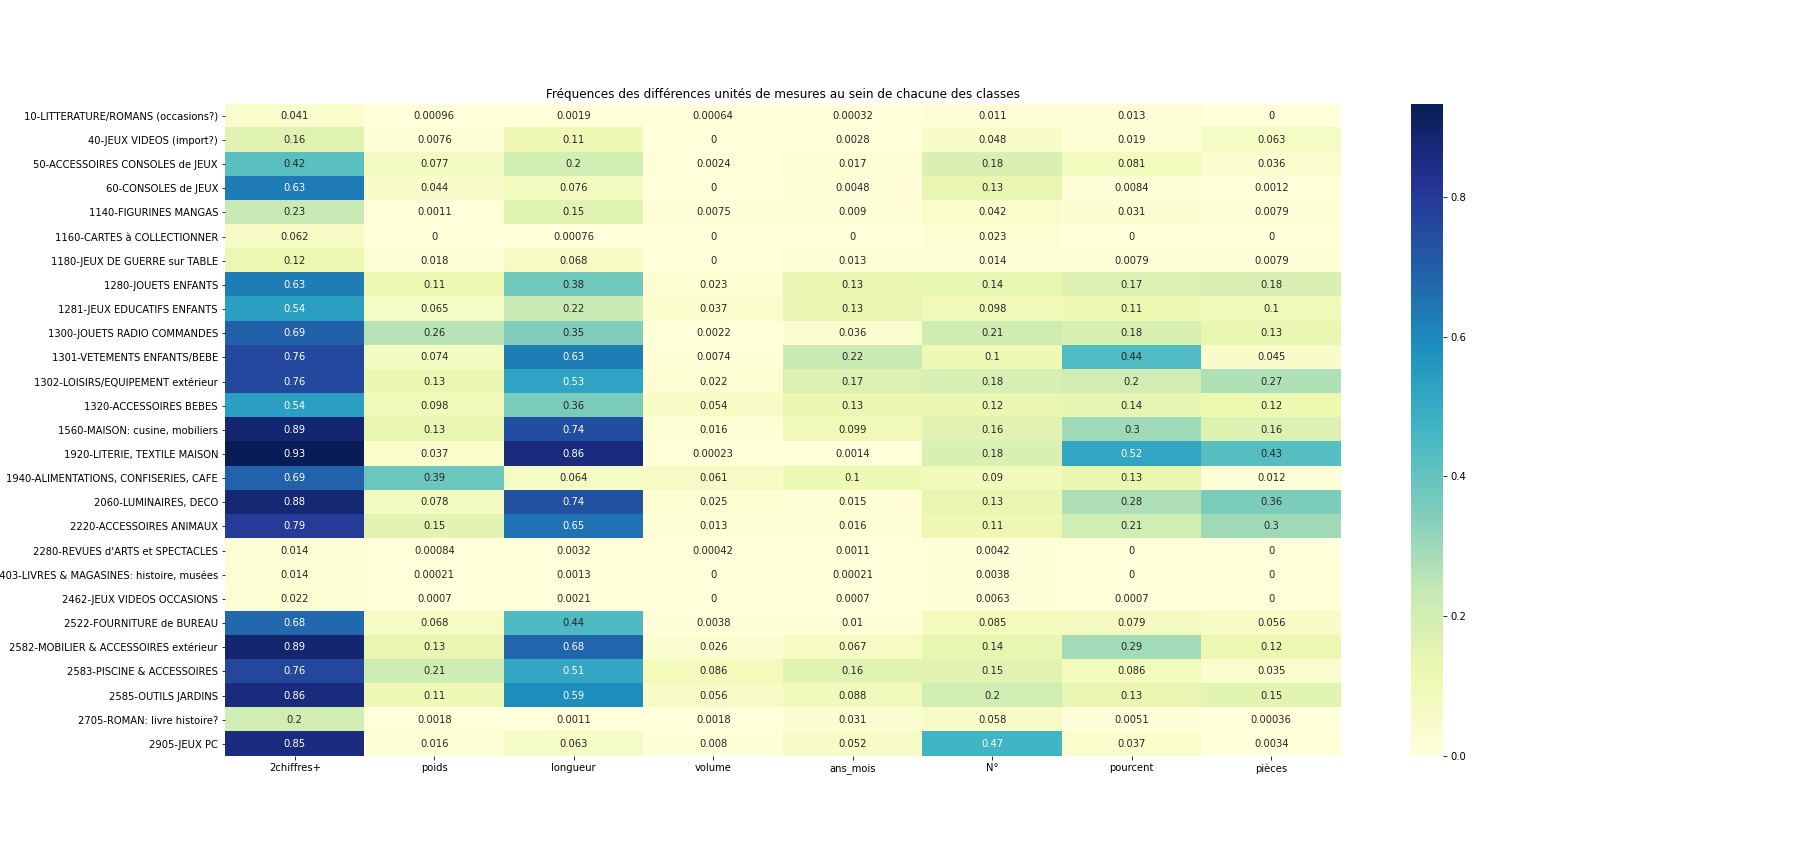 Fréquences des différences unités de mesures au sein de chacune des classes
10-LITTERATURE/ROMANS (occasions?) 0.041 0.00096 0.0019 0.00064 0.00032 0.011 0.013 0
40-JEUX VIDEOS (import?) 0.16 0.0076 0.11 0 0.0028 0.048 0.019 0.063
50-ACCESSOIRES CONSOLES de JEUX 0.42 0.077 0.2 0.0024 0.017 0.18 0.081 0.036
60-CONSOLES de JEUX 0.63 0.044 0.076 0 0.0048 0.13 0.0084 0.0012
1140-FIGURINES MANGAS 0.23 0.0011 0.15 0.0075 0.009 0.042 0.031 0.0079
1160-CARTES à COLLECTIONNER 0.062 0 0.00076 0 0 0.023 0 0
1180-JEUX DE GUERRE sur TABLE 0.12 0.018 0.068 0 0.013 0.014 0.0079 0.0079
1280-JOUETS ENFANTS 0.63 0.11 0.38 0.023 0.13 0.14 0.17 0.18
1281-JEUX EDUCATIFS ENFANTS 0.54 0.065 0.22 0.037 0.13 0.098 0.11 0.1
1300-JOUETS RADIO COMMANDES 0.69 0.26 0.35 0.0022 0.036 0.21 0.18 0.13
1301-VETEMENTS ENFANTS/BEBE 0.76 0.074 0.63 0.0074 0.22 0.1 0.44 0.045
1302-LOISIRS/EQUIPEMENT extérieur 0.76 0.13 0.53 0.022 0.17 0.18 0.2 0.27
1320-ACCESSOIRES BEBES 0.54 0.098 0.36 0.054 0.13 0.12 0.14 0.12
1560-MAISON: cusine, mobiliers 0.89 0.13 0.74 0.016 0.099 0.16 0.3 0.16
1920-LITERIE, TEXTILE MAISON 0.93 0.037 0.86 0.00023 0.0014 0.18 0.52 0.43
1940-ALIMENTATIONS, CONFISERIES, CAFE 0.69 0.39 0.064 0.061 0.1 0.09 0.13 0.012
2060-LUMINAIRES, DECO 0.88 0.078 0.74 0.025 0.015 0.13 0.28 0.36
2220-ACCESSOIRES ANIMAUX 0.79 0.15 0.65 0.013 0.016 0.11 0.21 0.3
2280-REVUES d'ARTS et SPECTACLES 0.014 0.00084 0.0032 0.00042 0.0011 0.0042 0 0
403-LIVRES & MAGASINES: histoire, musées 0.014 0.00021 0.0013 0 0.00021 0.0038 0 0
2462-JEUX VIDEOS OCCASIONS 0.022 0.0007 0.0021 0 0.0007 0.0063 0.0007 0
2522-FOURNITURE de BUREAU 0.68 0.068 0.44 0.0038 0.01 0.085 0.079 0.056
2582-MOBILIER & ACCESSOIRES extérieur 0.89 0.13 0.68 0.026 0.067 0.14 0.29 0.12
2583-PISCINE & ACCESSOIRES 0.76 0.21 0.51 0.086 0.16 0.15 0.086 0.035
2585-OUTILS JARDINS 0.86 0.11 0.59 0.056 0.088 0.2 0.13 0.15
2705-ROMAN: livre histoire? 0.2 0.0018 0.0011 0.0018 0.031 0.058 0.0051 0.00036
2905-JEUX PC 0.85 0.016 0.063 0.008 0.052 0.47 0.037 0.0034
2chiffres+ poids longueur volume ans_mois N° pourcent pièces
0.8
0.6
0.4
0.2
0.0